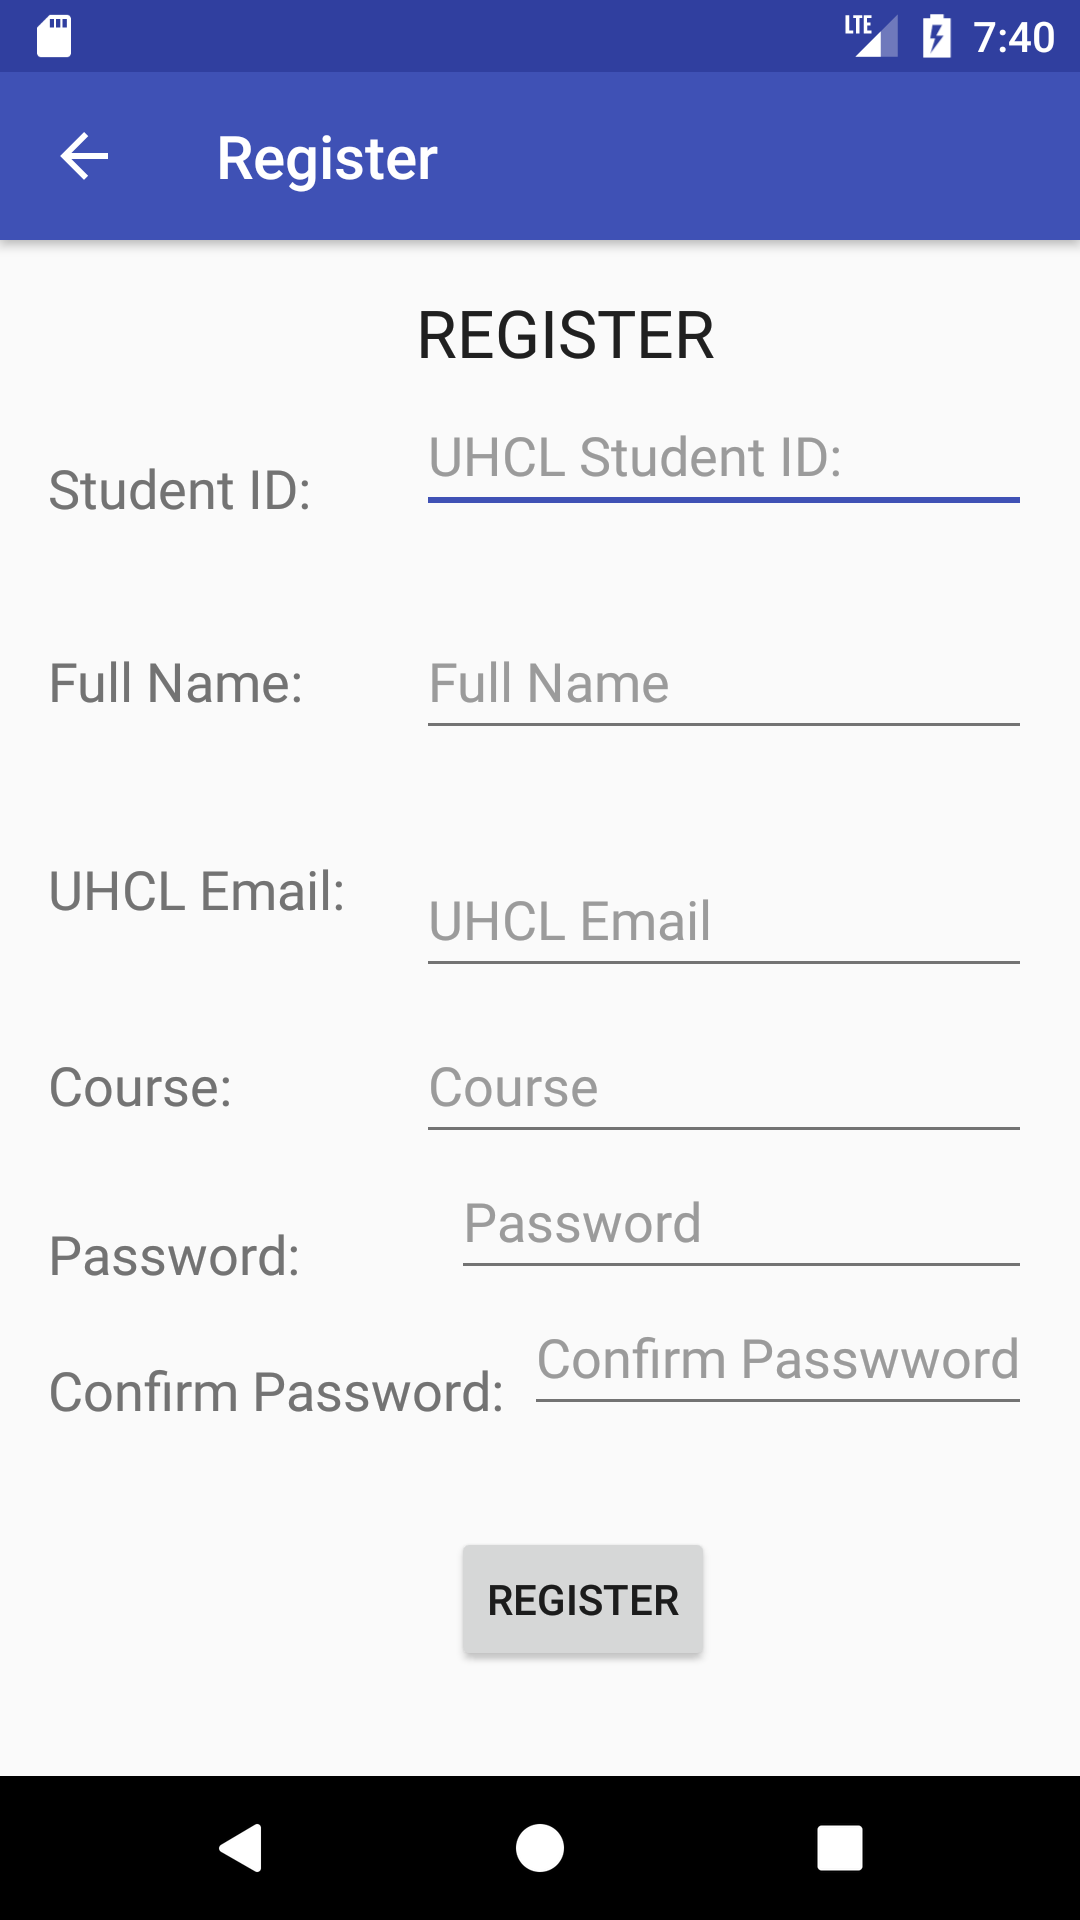 LTE 7:40
Register
REGISTER
Student ID: UHCL Student ID:
Full Name: Full Name
UHCL Email: UHCL Email
Course: Course
Password: Password
Confirm Password: Confirm Passwword
REGISTER